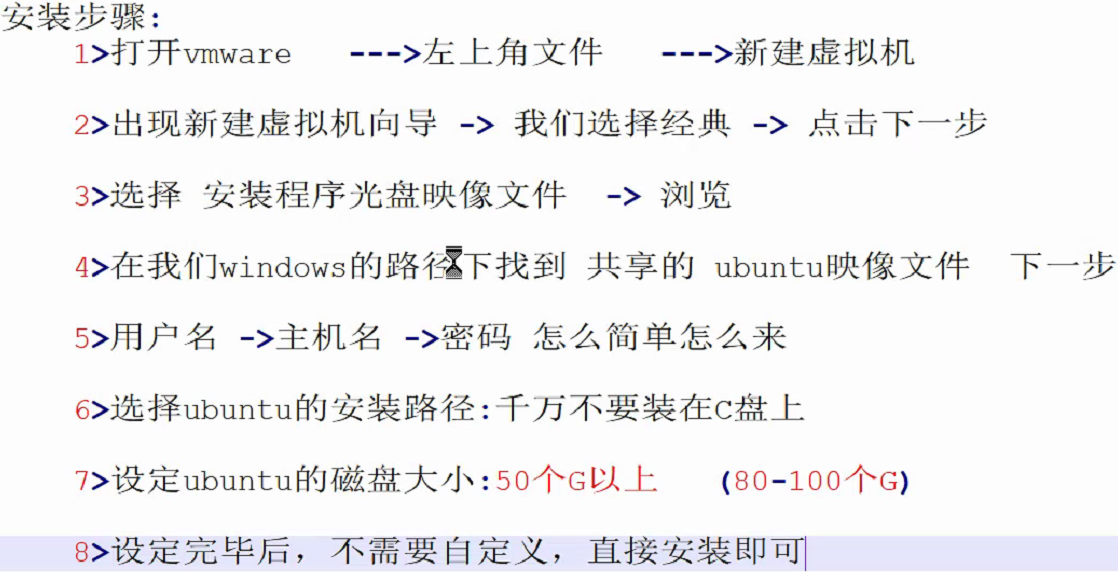 安装步骤:
1>打开vmware   --->左上角文件   --->新建虚拟机
2>出现新建虚拟机向导 -> 我们选择经典 -> 点击下一步
3>选择 安装程序光盘映像文件  -> 浏览
4>在我们windows的路径下找到 共享的 ubuntu映像文件  下一步
5>用户名 ->主机名 ->密码 怎么简单怎么来
6>选择ubuntu的安装路径:千万不要装在C盘上
7>设定ubuntu的磁盘大小:50个G以上   (80-100个G)
8>设定完毕后，不需要自定义，直接安装即可